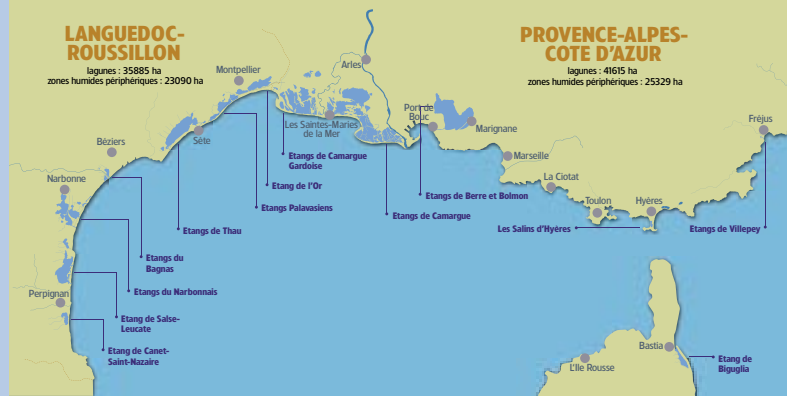 LANGUEDOC-
ROUSSILLON
lagunes : 35885 ha
zones humides périphériques : 23090 ha
PROVENCE-ALPES-
COTE D'AZUR
lagunes : 41615 ha
zones humides périphériques : 25329 ha
Montpellier
Arles
Port de
Bouc
Marignane
Les Saintes-Maries
de la Mer
Sète
Béziers
Narbonne
Perpignan
Marseille
La Ciotat
Toulon
Hyères
Fréjus
Etangs de Camargue
Gardoise
Etang de l'Or
Etangs Palavasiens
Etangs de Thau
Etangs du
Bagnas
Etangs du Narbonnais
Etang de Salse-
Leucate
Etang de Canet-
Saint-Nazaire
Etangs de Berre et Bolmon
Etangs de Camargue
Les Salins d'Hyères
Etangs de Villepey
Bastia
L'Ile Rousse
Etang de
Biguglia